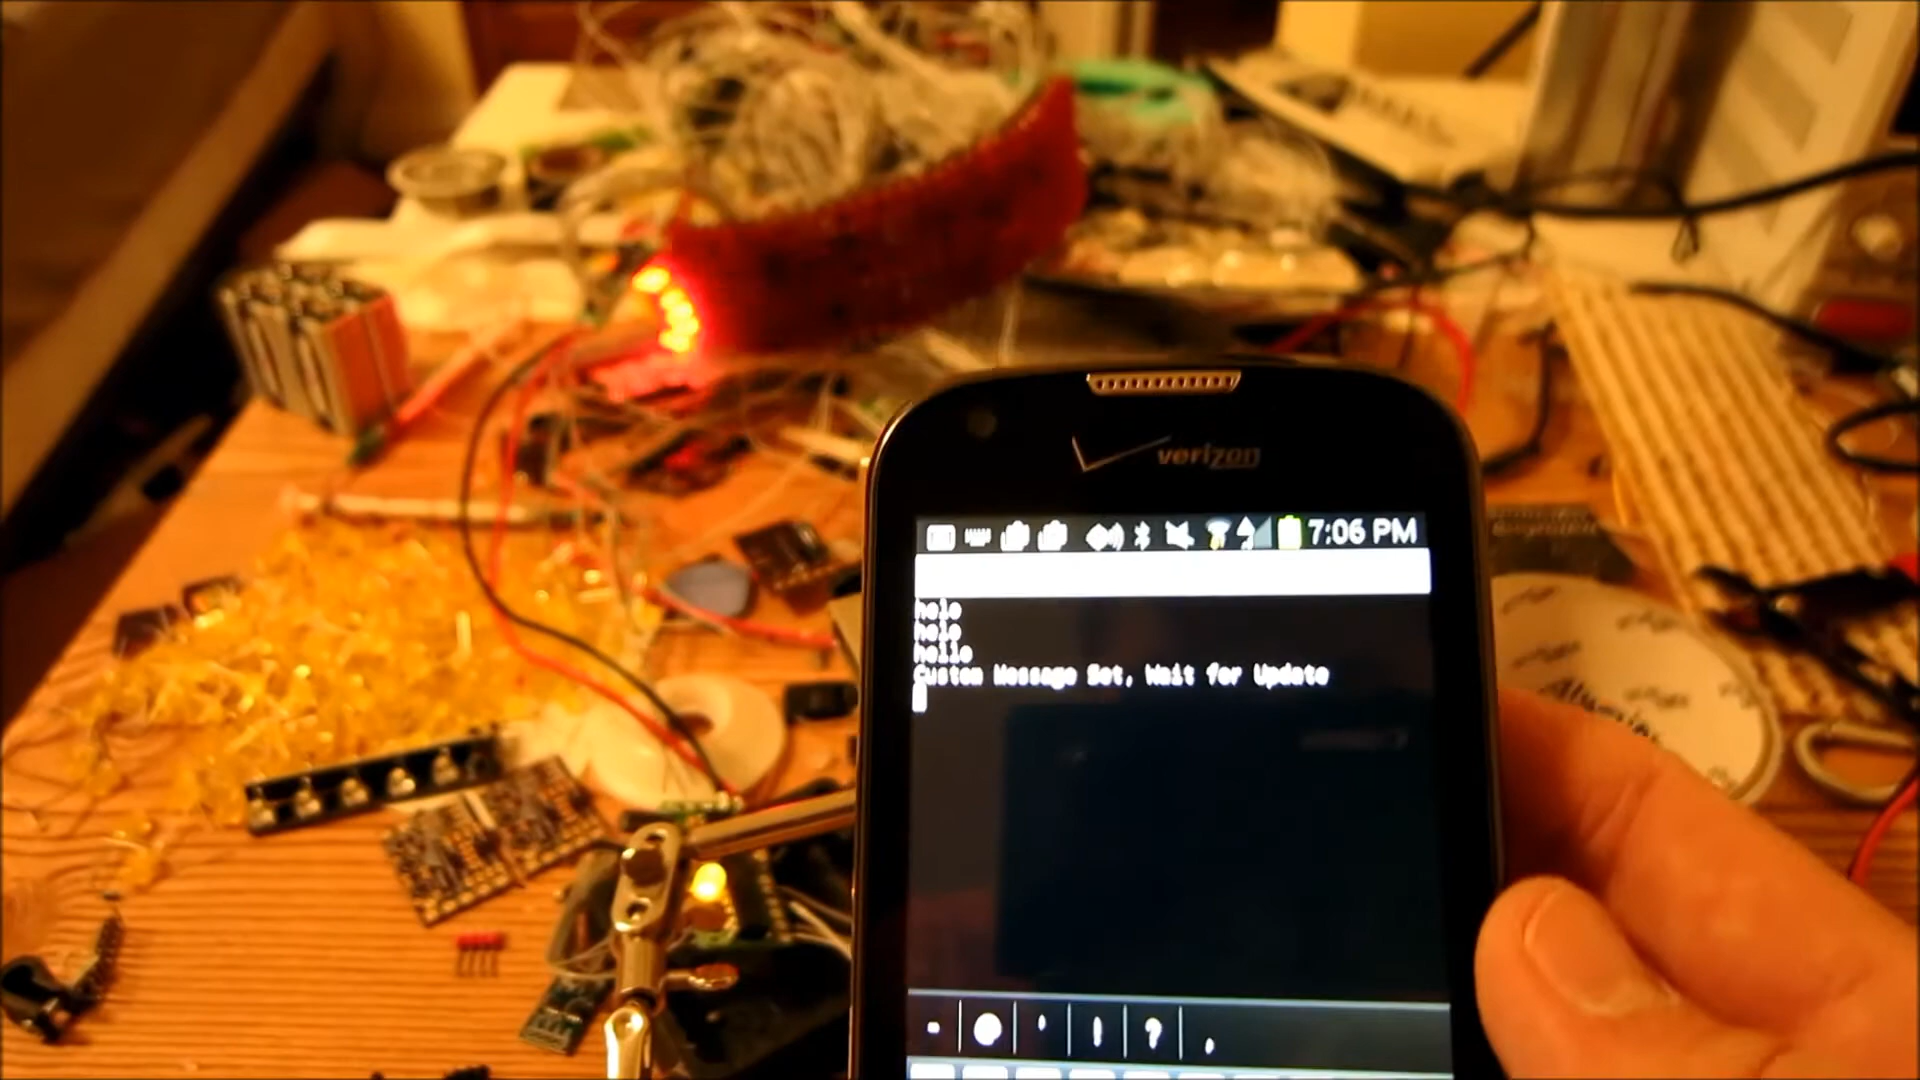 verizon
7:06 PM
helo
helo
hello
Custom Message Set, Wait for Update
- @ ' ! ? ,